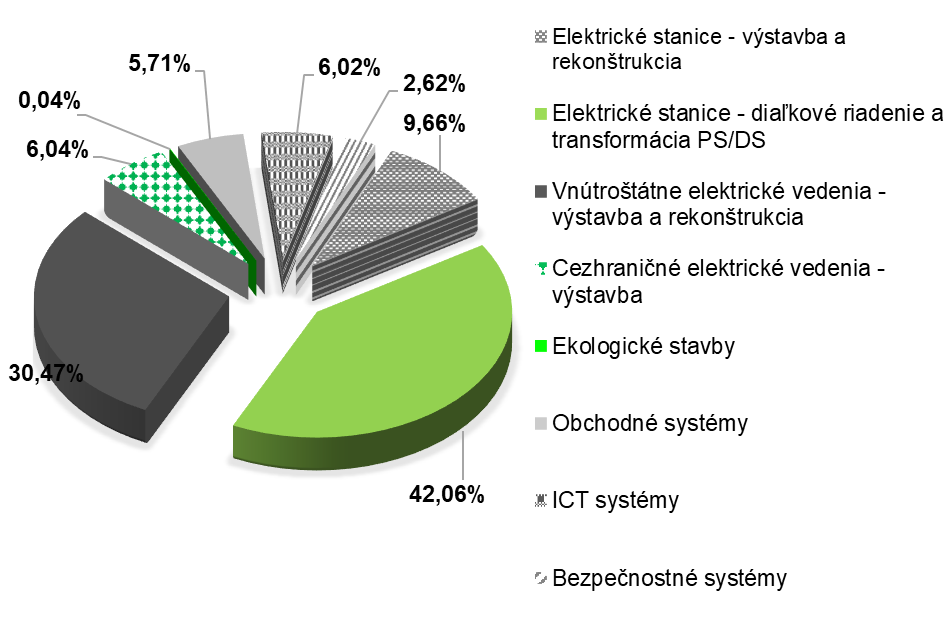 5,71%
6,02%
2,62%
0,04%
9,66%
6,04%
30,47%
42,06%
Elektrické stanice - výstavba a
rekonštrukcia
Elektrické stanice - diaľkové riadenie a
transformácia PS/DS
Vnútroštátne elektrické vedenia -
výstavba a rekonštrukcia
Cezhraničné elektrické vedenia -
výstavba
Ekologické stavby
Obchodné systémy
ICT systémy
Bezpečnostné systémy